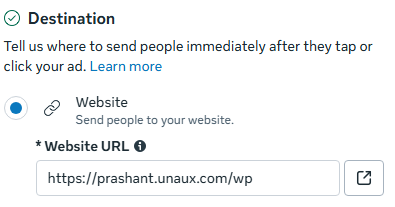 Destination
Tell us where to send people immediately after they tap or
click your ad. Learn more
Website
Send people to your website.
* Website URL
https://prashant.unaux.com/wp